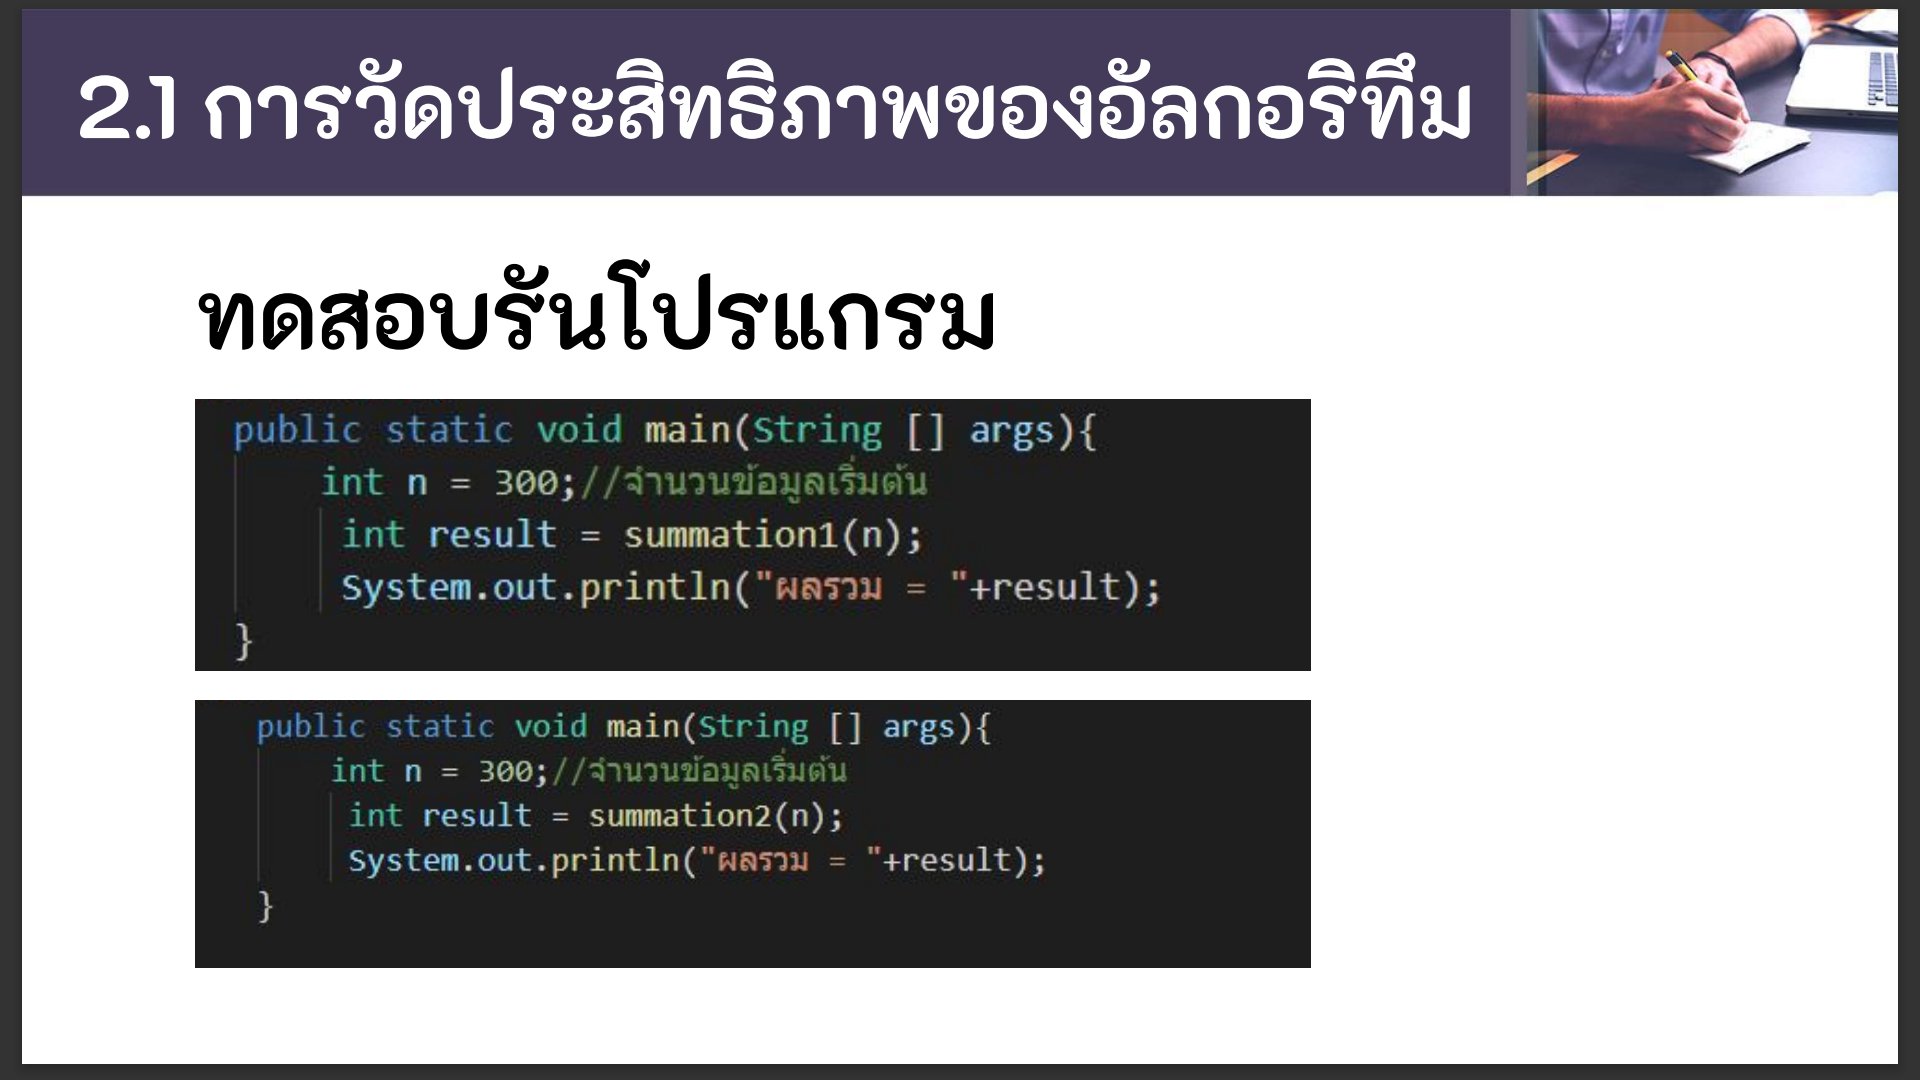 2.1 การวัดประสิทธิภาพของอัลกอริทึม
ทดสอบรันโปรแกรม
public static void main(String [] args){
int n = 300;//จำนวนข้อมูลเริ่มต้น
int result = summation1(n);
System.out.println("ผลรวม = "+result);
}
public static void main(String [] args){
int n = 300;//จำนวนข้อมูลเริ่มต้น
int result = summation2(n);
System.out.println("ผลรวม = "+result);
}